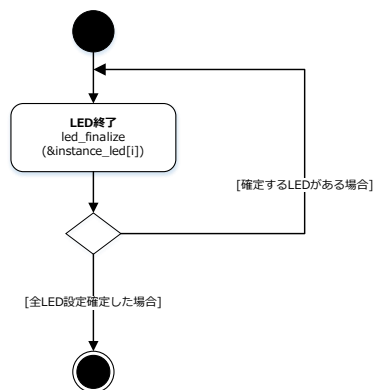 LED終了
led_finalize
(&instance_led[i])
[確定するLEDがある場合]
[全LED設定確定した場合]